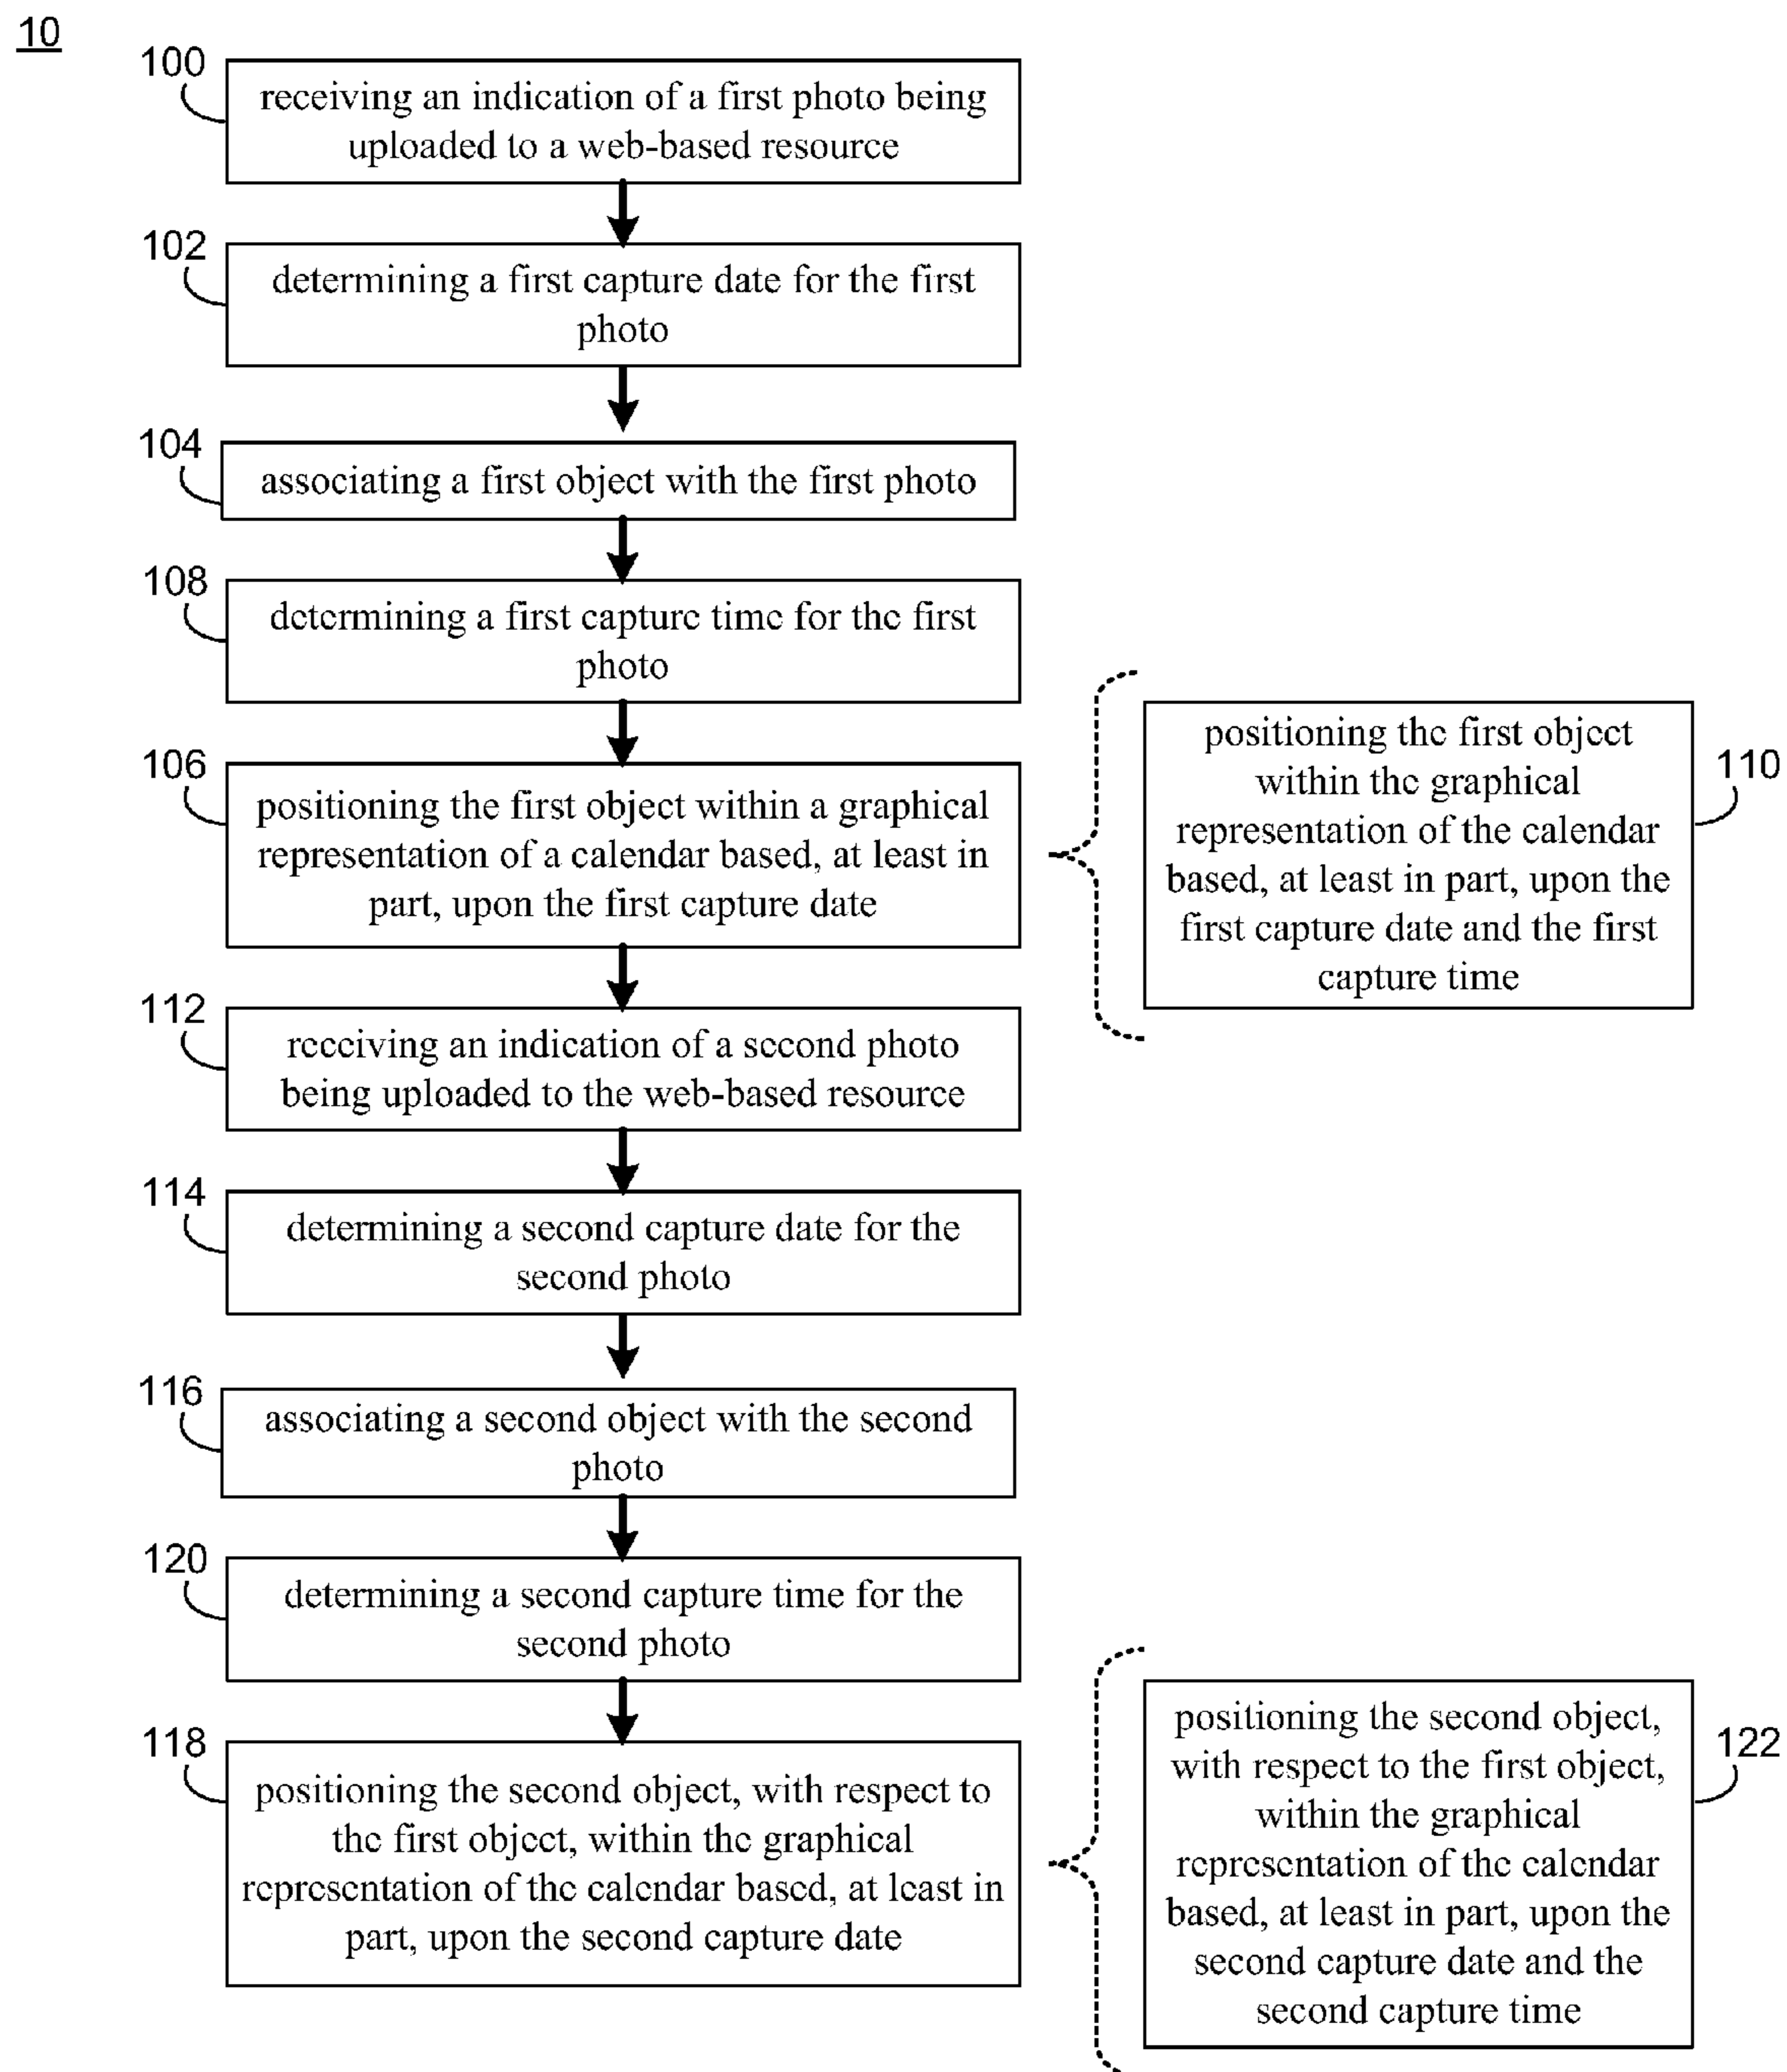 10
100
receiving an indication of a first photo being
uploaded to a web-based resource
102
determining a first capture date for the first
photo
104
associating a first object with the first photo
108
determining a first capture time for the first
photo
106
positioning the first object within a graphical
representation of a calendar based, at least in
part, upon the first capture date
110
positioning the first object
within the graphical
representation of the calendar
based, at least in part, upon the
first capture date and the first
capture time
112
receiving an indication of a second photo
being uploaded to the web-based resource
114
determining a second capture date for the
second photo
116
associating a second object with the second
photo
120
determining a second capture time for the
second photo
118
positioning the second object, with respect to
the first object, within the graphical
representation of the calendar based, at least in
part, upon the second capture date
122
positioning the second object,
with respect to the first object,
within the graphical
representation of the calendar
based, at least in part, upon the
second capture date and the
second capture time